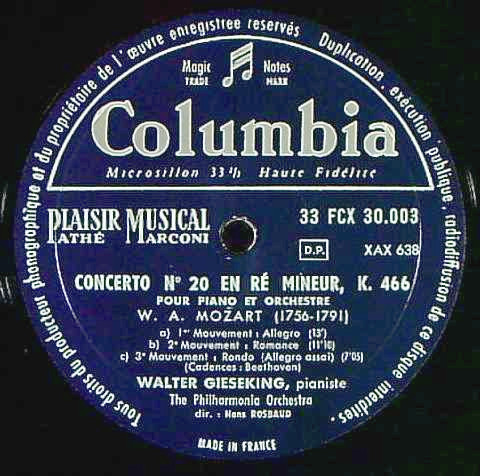 Tous droits du producteur phonographique et du propriétaire de l'œuvre enregistrée réservés Duplication, exécution publique, radiodiffusion de ce disque interdites.
Magic Notes
TRADE MARK
Columbia
Microsillon 33 ⅓ Haute Fidélité
PLAISIR MUSICAL
PATHÉ MARCONI
33 FCX 30.003
D.P.
XAX 638
CONCERTO Nº 20 EN RÉ MINEUR, K. 466
POUR PIANO ET ORCHESTRE
W. A. MOZART (1756-1791)
a) 1er Mouvement : Allegro (13')
b) 2e Mouvement : Romance (11'10)
c) 3e Mouvement : Rondo (Allegro assai) (7'05)
(Cadences : Beethoven)
WALTER GIESEKING, pianiste
The Philharmonia Orchestra
dir. : Hans ROSBAUD
MADE IN FRANCE